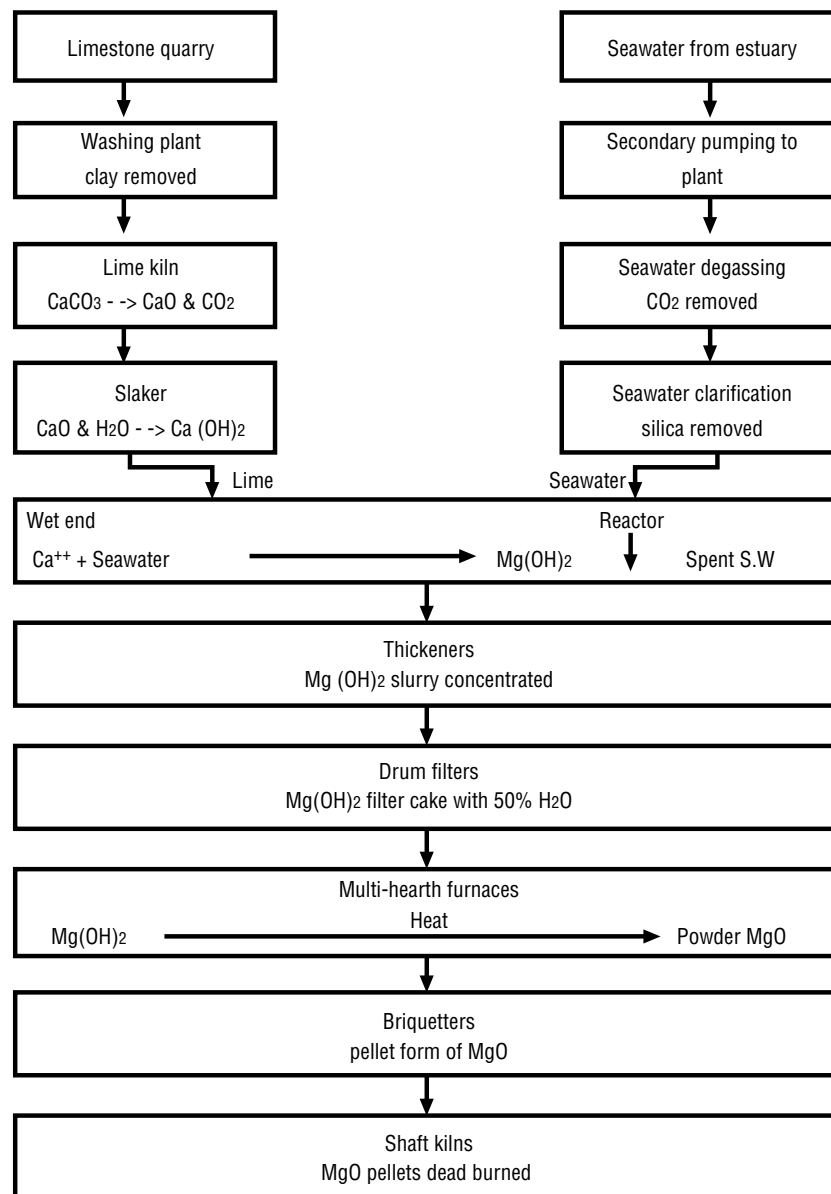 Limestone quarry
Washing plant
clay removed
Lime kiln
CaCO3 - -> CaO & CO2
Slaker
CaO & H2O - -> Ca (OH)2
Lime
Seawater from estuary
Secondary pumping to
plant
Seawater degassing
CO2 removed
Seawater clarification
silica removed
Seawater
Wet end
Reactor
Ca++ + Seawater
Mg(OH)2
Spent S.W
Thickeners
Mg (OH)2 slurry concentrated
Drum filters
Mg(OH)2 filter cake with 50% H2O
Multi-hearth furnaces
Heat
Mg(OH)2
Powder MgO
Briquetters
pellet form of MgO
Shaft kilns
MgO pellets dead burned